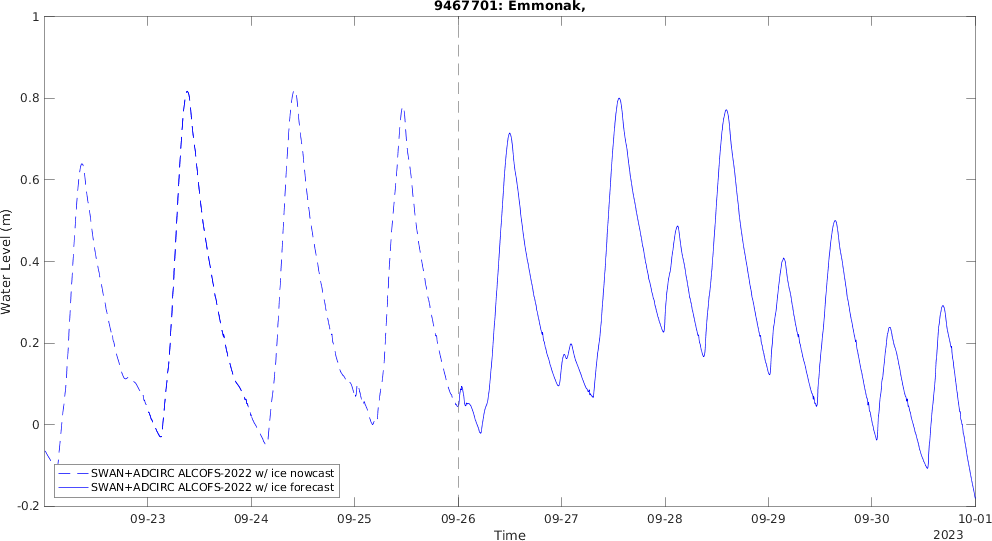 9467701: Emmonak,
1
0.8
0.6
0.4
0.2
0
-0.2
Water Level (m)
SWAN+ADCIRC ALCOFS-2022 w/ ice nowcast
SWAN+ADCIRC ALCOFS-2022 w/ ice forecast
09-23 09-24 09-25 09-26 09-27 09-28 09-29 09-30 10-01
Time
2023